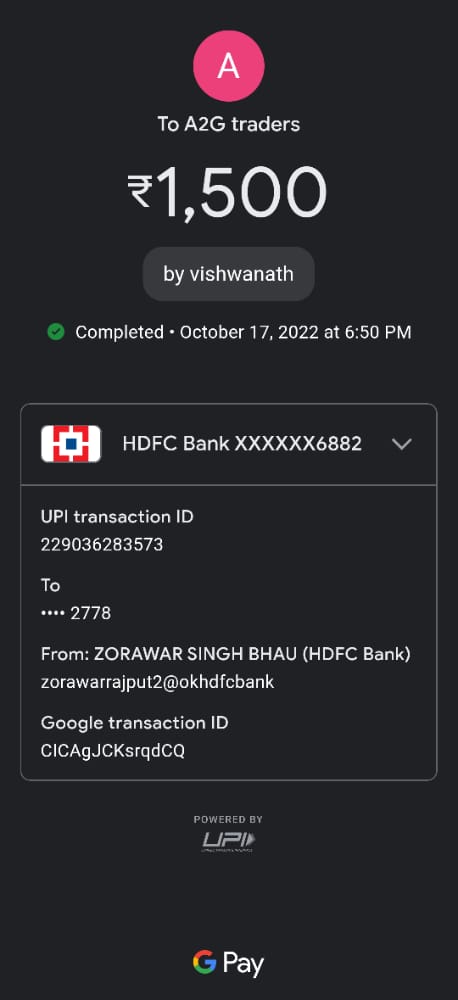 A
To A2G traders
₹1,500
by vishwanath
Completed • October 17, 2022 at 6:50 PM
HDFC Bank XXXXXX6882
UPI transaction ID
229036283573
To
•••• 2778
From: ZORAWAR SINGH BHAU (HDFC Bank)
zorawarrajput2@okhdfcbank
Google transaction ID
CICAgJCKsrqdCQ
POWERED BY
UPI
G Pay